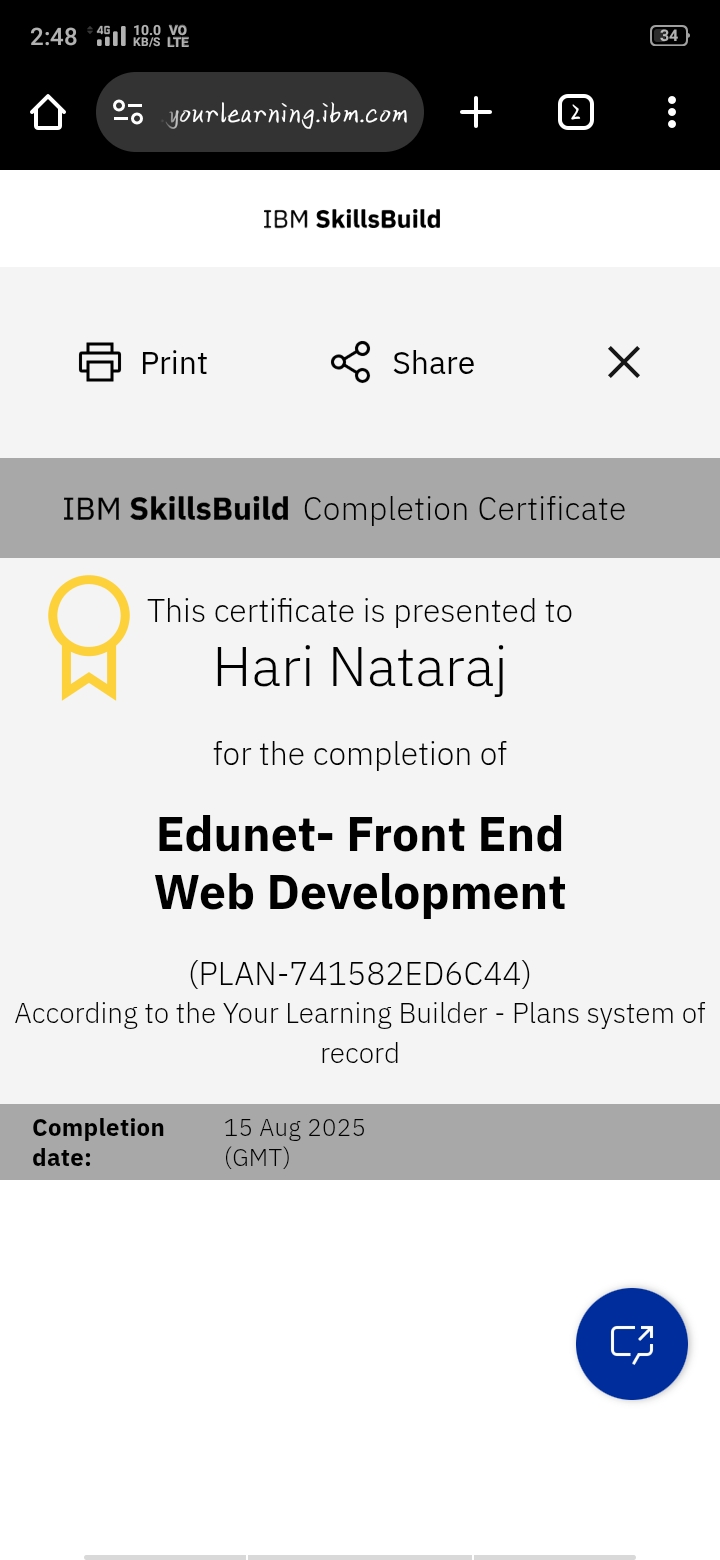 2:48 4G 10.0 KB/S VO LTE 34
yourlearning.ibm.com 2
IBM SkillsBuild
Print Share
IBM SkillsBuild Completion Certificate
This certificate is presented to
Hari Nataraj
for the completion of
Edunet- Front End
Web Development
(PLAN-741582ED6C44)
According to the Your Learning Builder - Plans system of
record
Completion date: 15 Aug 2025 (GMT)